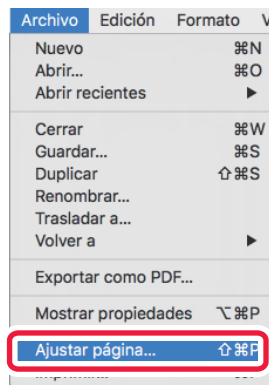 Archivo Edición Formato V
Nuevo ⌘N
Abrir... ⌘O
Abrir recientes ▶
Cerrar ⌘W
Guardar... ⌘S
Duplicar ⇧⌘S
Renombrar...
Trasladar a...
Volver a ▶
Exportar como PDF...
Mostrar propiedades ⌥⌘P
Ajustar página... ⇧⌘P